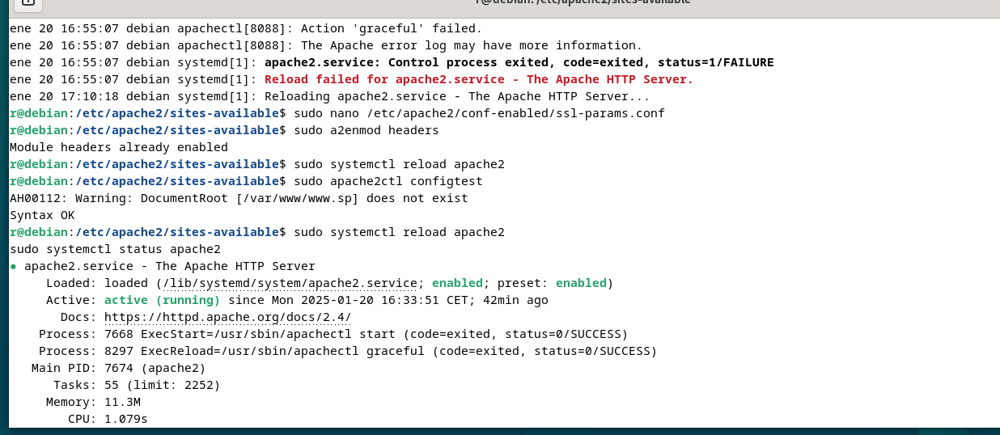 r@debian: /etc/apache2/sites-available
ene 20 16:55:07 debian apachectl[8088]: Action 'graceful' failed.
ene 20 16:55:07 debian apachectl[8088]: The Apache error log may have more information.
ene 20 16:55:07 debian systemd[1]: apache2.service: Control process exited, code=exited, status=1/FAILURE
ene 20 16:55:07 debian systemd[1]: Reload failed for apache2.service - The Apache HTTP Server.
ene 20 17:10:18 debian systemd[1]: Reloading apache2.service - The Apache HTTP Server...
r@debian:/etc/apache2/sites-available$ sudo nano /etc/apache2/conf-enabled/ssl-params.conf
r@debian:/etc/apache2/sites-available$ sudo a2enmod headers
Module headers already enabled
r@debian:/etc/apache2/sites-available$ sudo systemctl reload apache2
r@debian:/etc/apache2/sites-available$ sudo apache2ctl configtest
AH00112: Warning: DocumentRoot [/var/www/www.sp] does not exist
Syntax OK
r@debian:/etc/apache2/sites-available$ sudo systemctl reload apache2
sudo systemctl status apache2
● apache2.service - The Apache HTTP Server
Loaded: loaded (/lib/systemd/system/apache2.service; enabled; preset: enabled)
Active: active (running) since Mon 2025-01-20 16:33:51 CET; 42min ago
Docs: https://httpd.apache.org/docs/2.4/
Process: 7668 ExecStart=/usr/sbin/apachectl start (code=exited, status=0/SUCCESS)
Process: 8297 ExecReload=/usr/sbin/apachectl graceful (code=exited, status=0/SUCCESS)
Main PID: 7674 (apache2)
Tasks: 55 (limit: 2252)
Memory: 11.3M
CPU: 1.079s